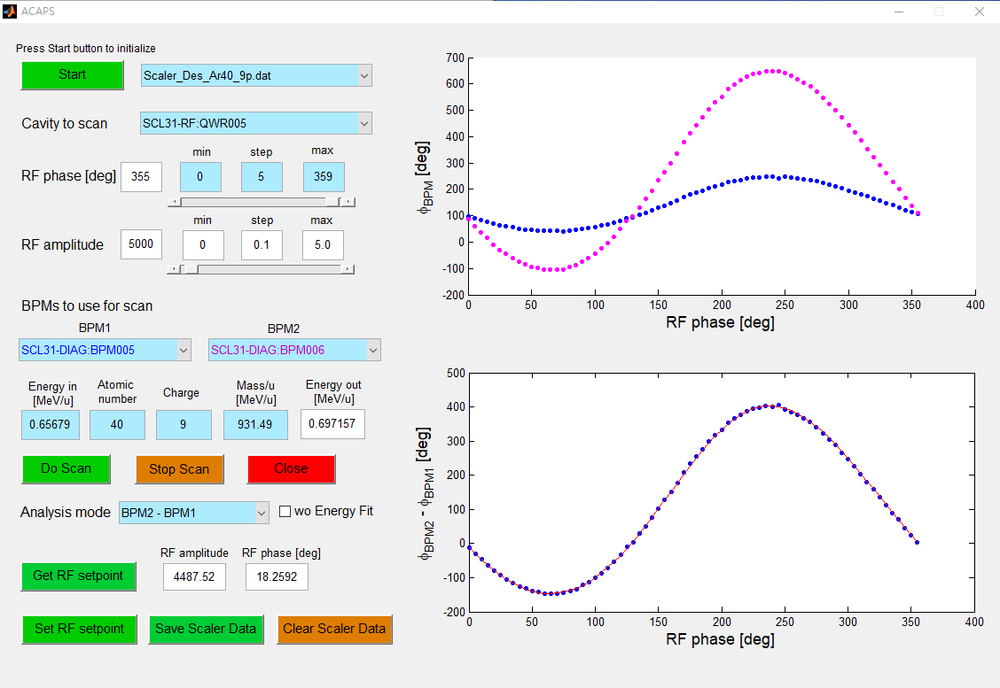 ACAPS
Press Start button to initialize
Start
Scaler_Des_Ar40_9p.dat
Cavity to scan
SCL31-RF:QWR005
min step max
RF phase [deg] 355 0 5 359
min step max
RF amplitude 5000 0 0.1 5.0
BPMs to use for scan
BPM1 BPM2
SCL31-DIAG:BPM005 SCL31-DIAG:BPM006
Energy in [MeV/u] Atomic number Charge Mass/u [MeV/u] Energy out [MeV/u]
0.65679 40 9 931.49 0.697157
Do Scan Stop Scan Close
Analysis mode BPM2 - BPM1 wo Energy Fit
RF amplitude RF phase [deg]
Get RF setpoint 4487.52 18.2592
Set RF setpoint Save Scaler Data Clear Scaler Data
700
600
500
400
300
200
100
0
-100
-200
ϕBPM [deg]
0 50 100 150 200 250 300 350 400
RF phase [deg]
500
400
300
200
100
0
-100
-200
ϕBPM2 - ϕBPM1 [deg]
0 50 100 150 200 250 300 350 400
RF phase [deg]